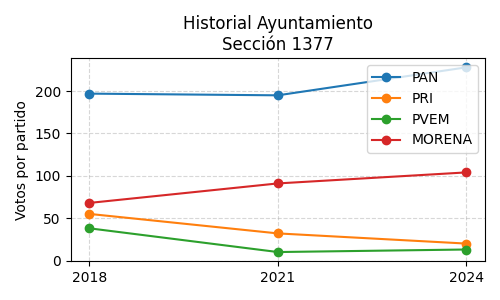 Historial Ayuntamiento
Sección 1377
Votos por partido
200
150
100
50
0
2018
2021
2024
PAN
PRI
PVEM
MORENA